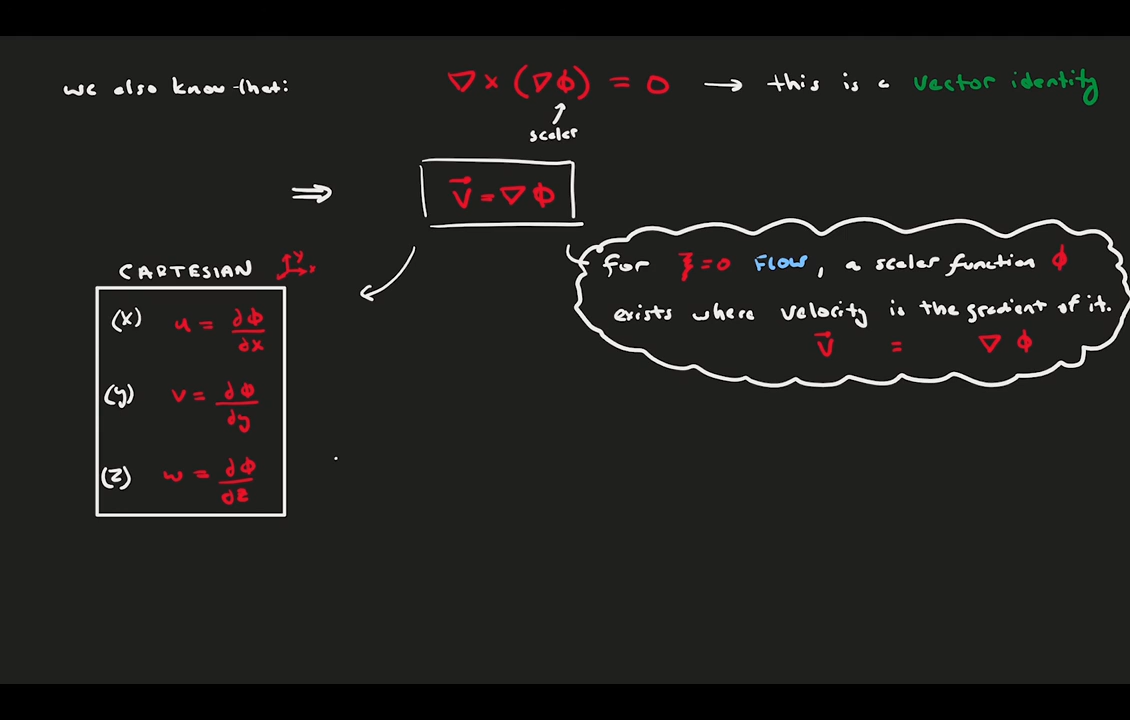 we also know that: ∇ × (∇Φ) = 0 → this is a vector identity
↑
scaler
⇒ V⃗ = ∇Φ
CARTESIAN y x
for ξ = 0 Flow, a scaler function Φ
exists where velocity is the gradient of it.
V⃗ = ∇ Φ
(x) u = ∂Φ/∂x
(y) v = ∂Φ/∂y
(z) w = ∂Φ/∂z